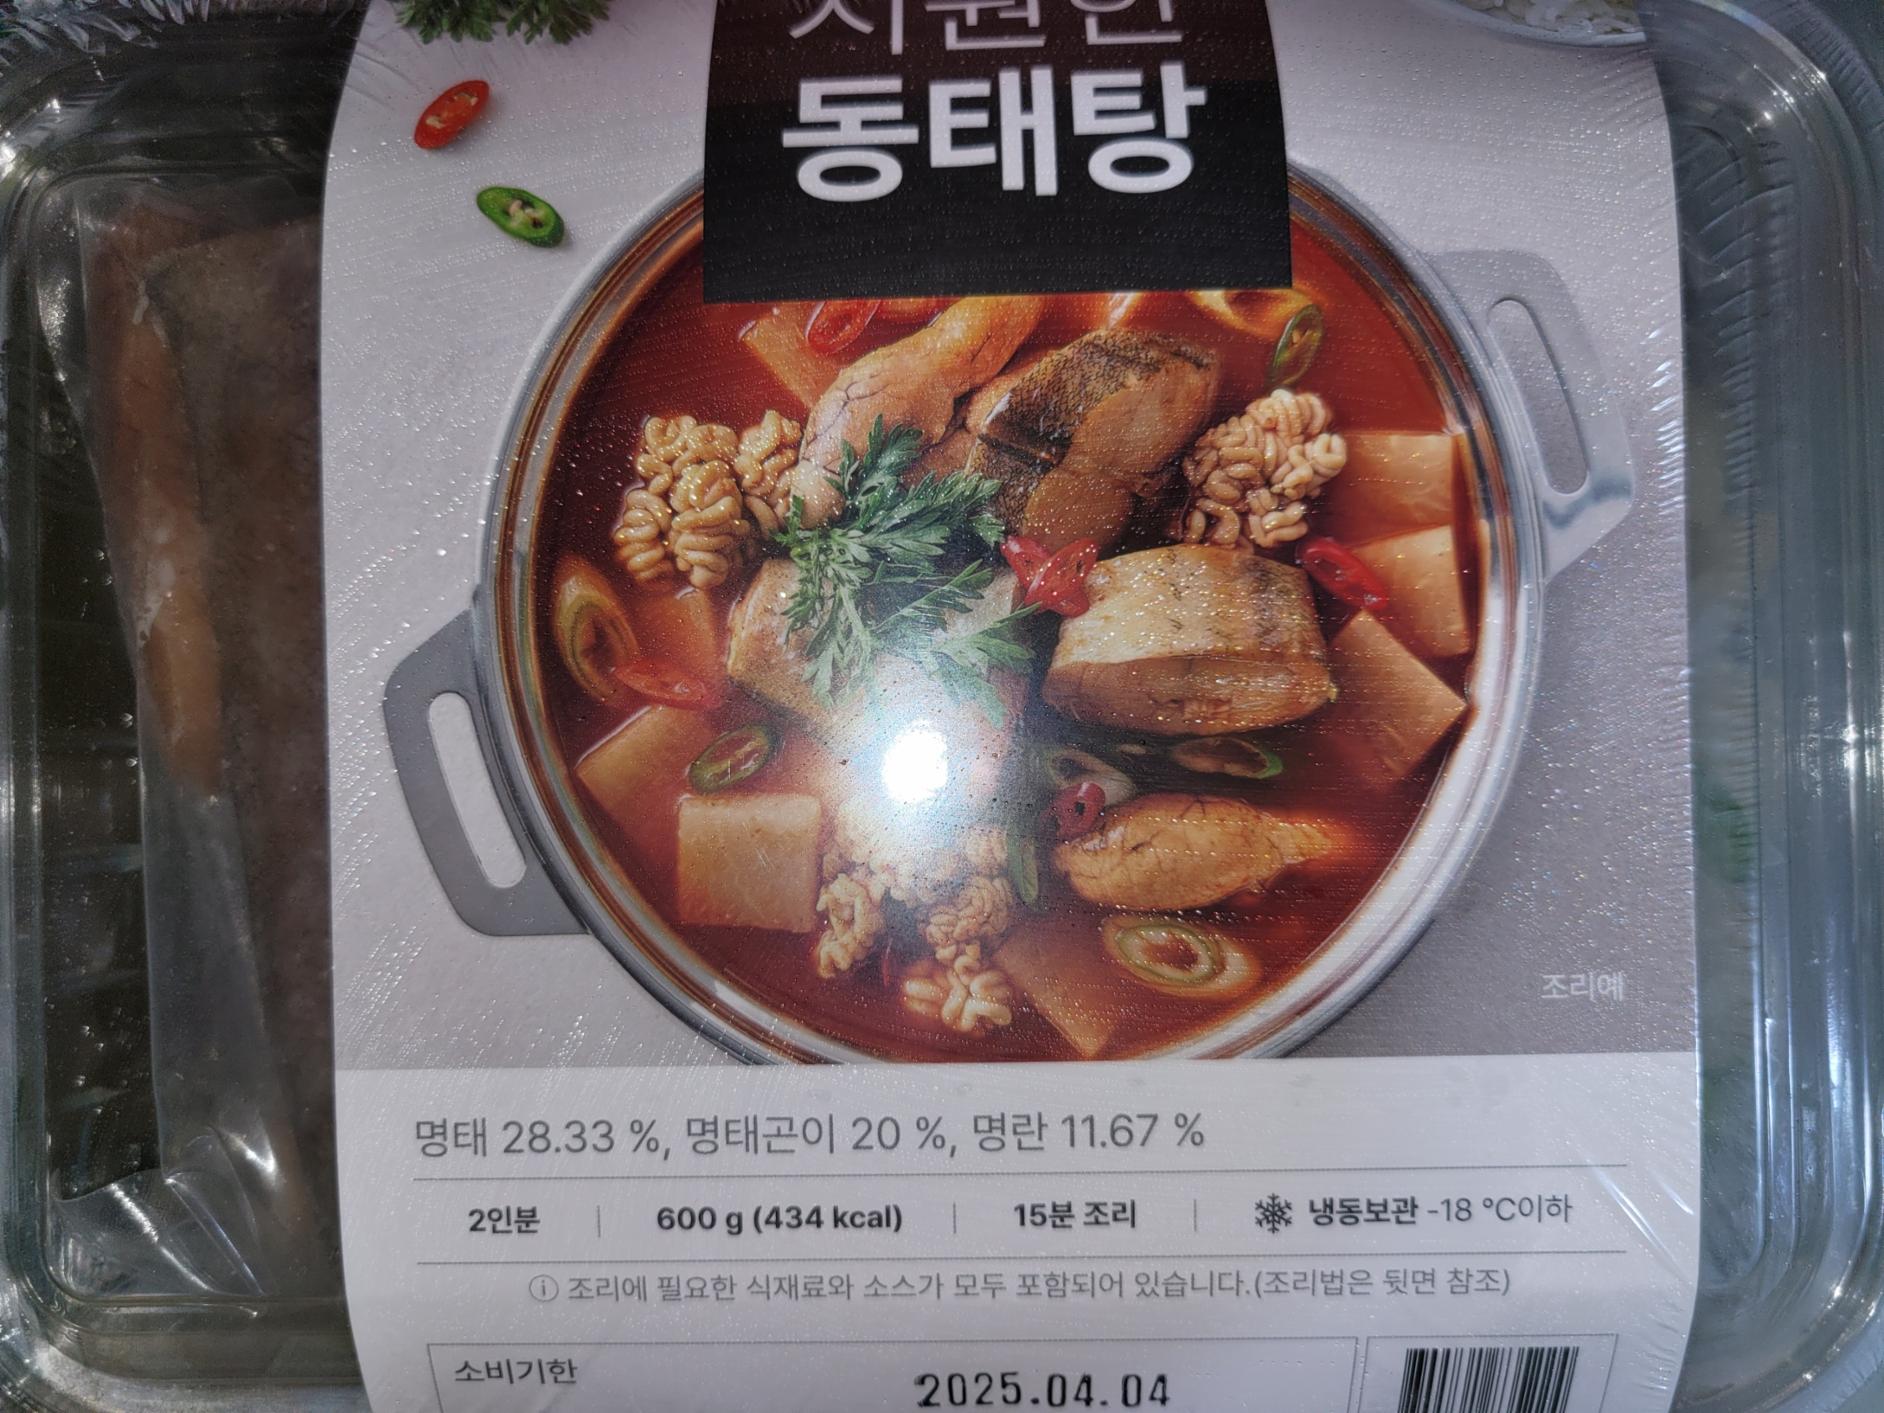 시원한
동태탕
조리예
명태 28.33 %, 명태곤이 20 %, 명란 11.67 %
2인분 600 g (434 kcal) 15분 조리 냉동보관 -18 °C이하
ⓘ 조리에 필요한 식재료와 소스가 모두 포함되어 있습니다.(조리법은 뒷면 참조)
소비기한 2025.04.04